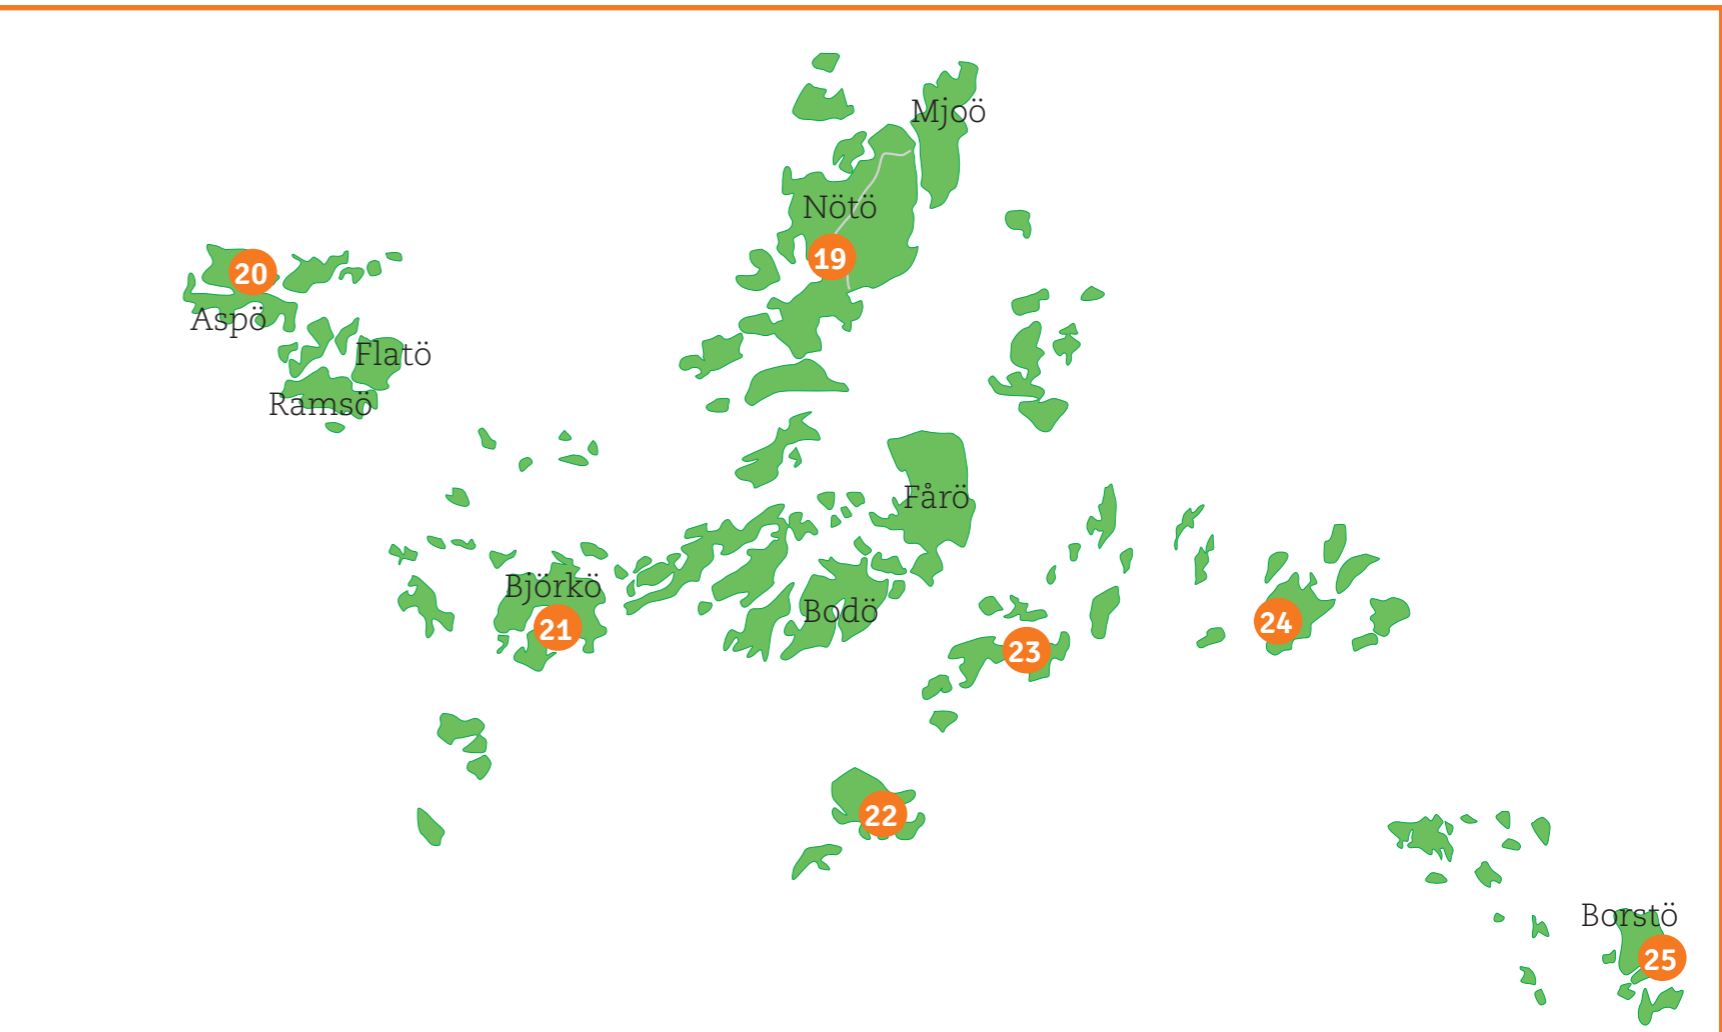 Mjoö
Nötö
19
20
Aspö
Flatö
Ramsö
Fårö
Björkö
21
Bodö
23
24
22
Borstö
25